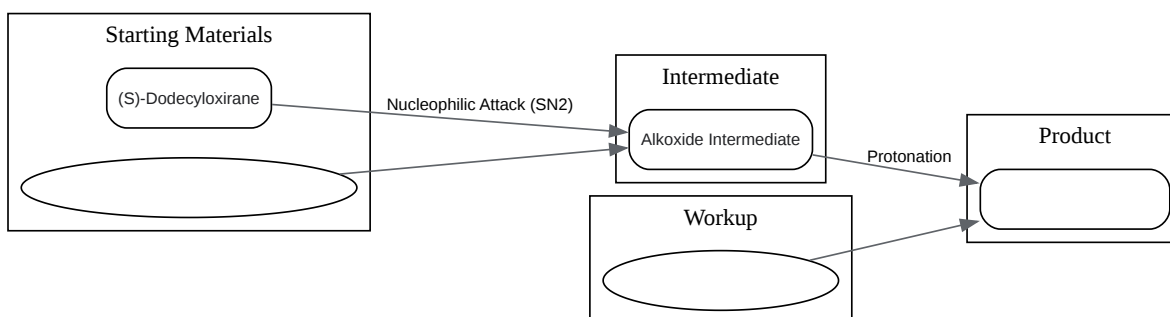 Starting Materials
(S)-Dodecyloxirane
Nucleophilic Attack (SN2)
Intermediate
Alkoxide Intermediate
Protonation
Product
Workup